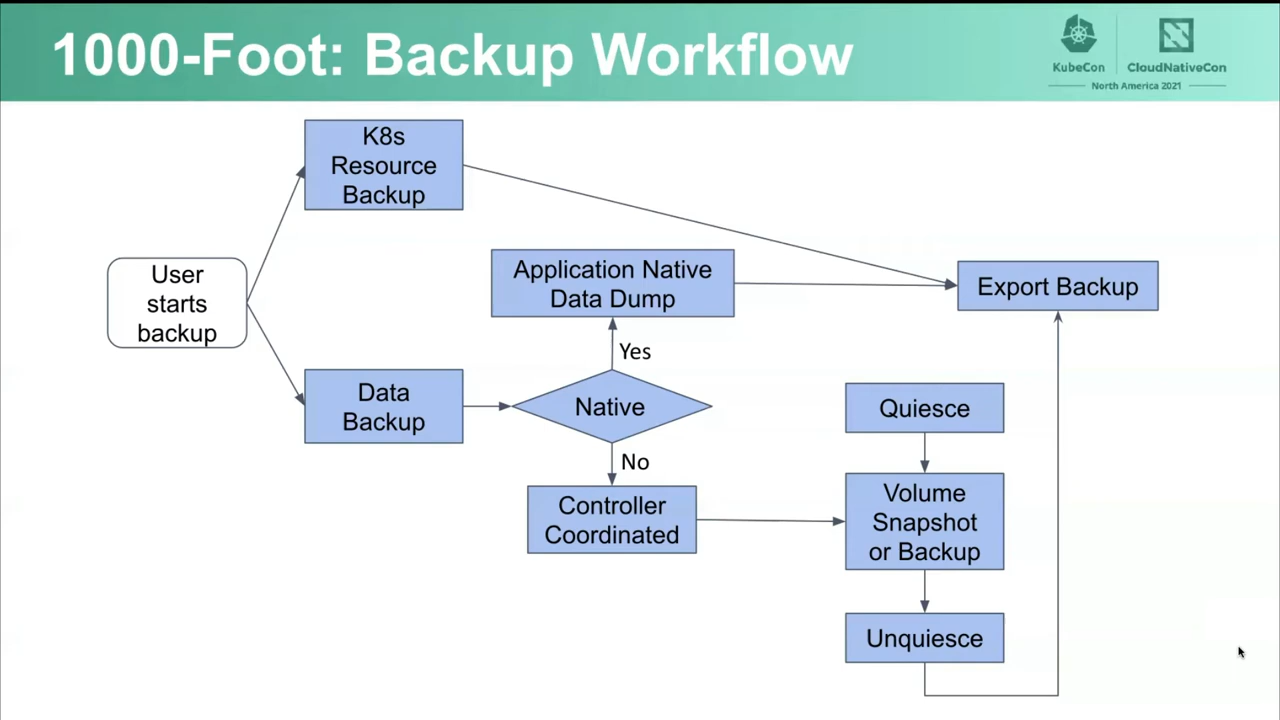 1000-Foot: Backup Workflow
KubeCon
CloudNativeCon
North America 2021
K8s
Resource
Backup
User
starts
backup
Application Native
Data Dump
Export Backup
Yes
Data
Backup
Native
Quiesce
No
Controller
Coordinated
Volume
Snapshot
or Backup
Unquiesce